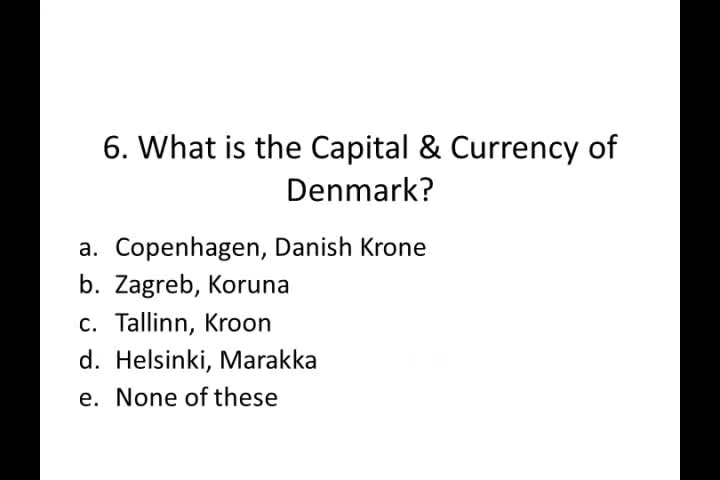 6. What is the Capital & Currency of
Denmark?
a. Copenhagen, Danish Krone
b. Zagreb, Koruna
c. Tallinn, Kroon
d. Helsinki, Marakka
e. None of these